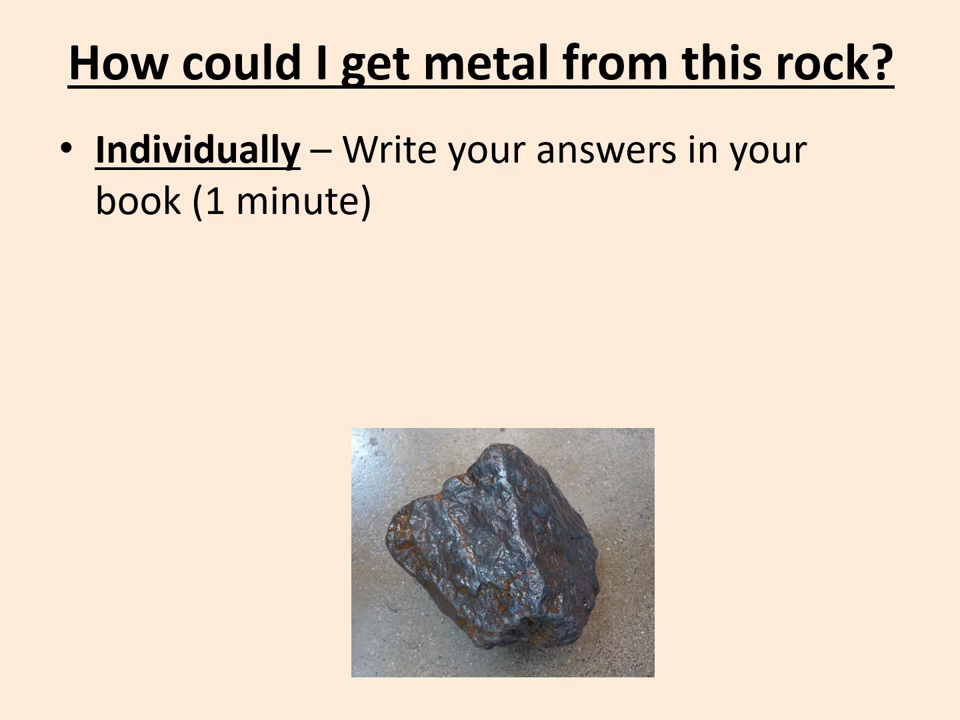 How could I get metal from this rock?
• Individually – Write your answers in your
book (1 minute)